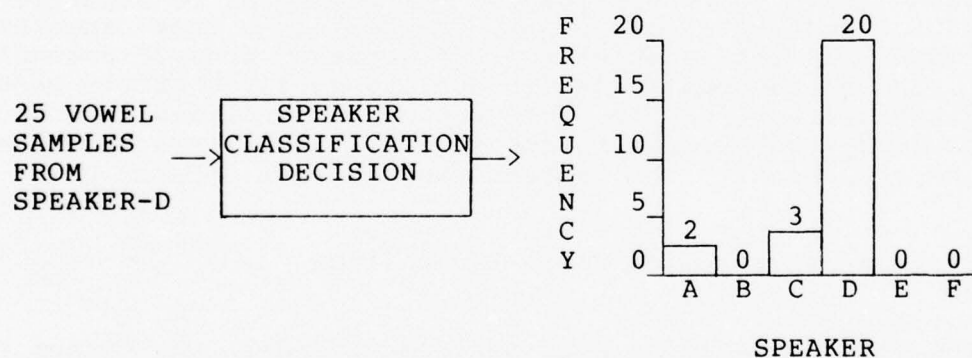 25 VOWEL
SAMPLES
FROM
SPEAKER-D
SPEAKER
CLASSIFICATION
DECISION
FREQUENCY
20
15
10
5
0
2
0
3
20
0
0
A B C D E F
SPEAKER